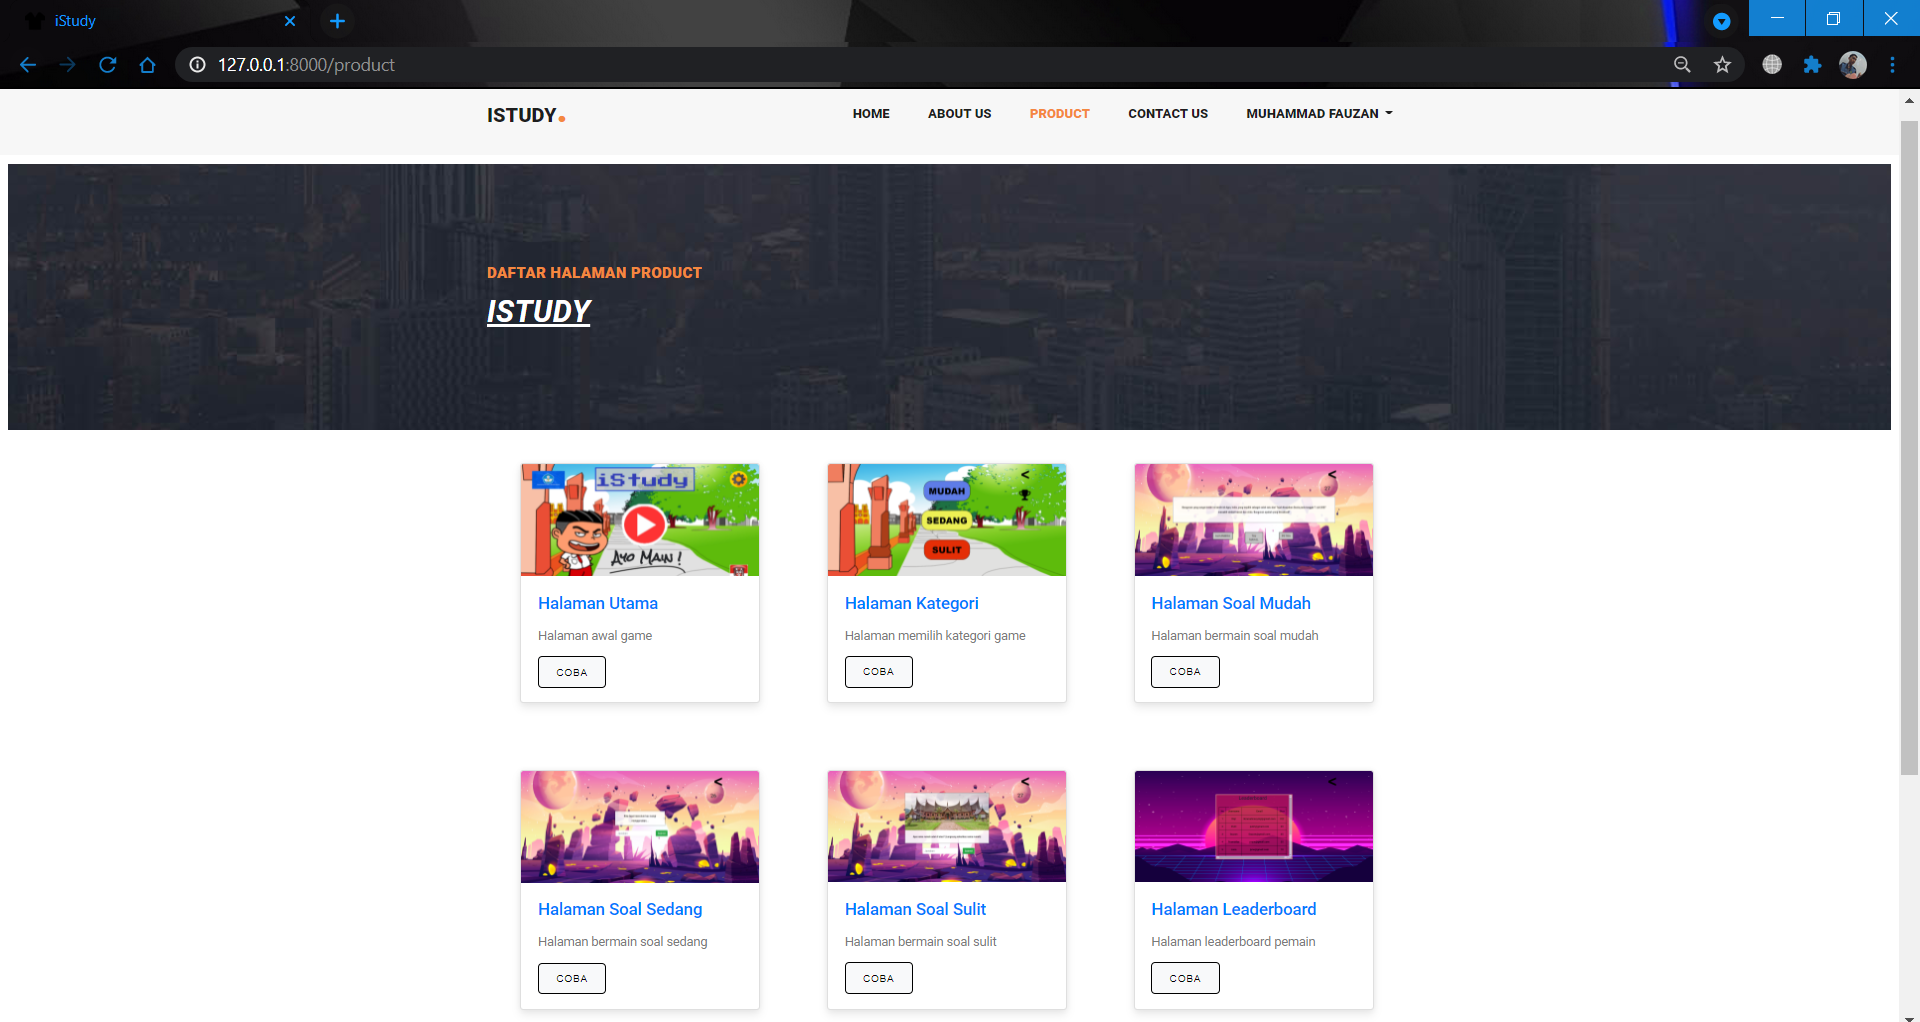 iStudy
127.0.0.1:8000/product
ISTUDY.
HOME ABOUT US PRODUCT CONTACT US MUHAMMAD FAUZAN
DAFTAR HALAMAN PRODUCT
ISTUDY
iStudy
AYO MAIN !
MUDAH
SEDANG
SULIT
Halaman Utama
Halaman awal game
COBA
Halaman Kategori
Halaman memilih kategori game
COBA
Halaman Soal Mudah
Halaman bermain soal mudah
COBA
Halaman Soal Sedang
Halaman bermain soal sedang
COBA
Halaman Soal Sulit
Halaman bermain soal sulit
COBA
Halaman Leaderboard
Halaman leaderboard pemain
COBA